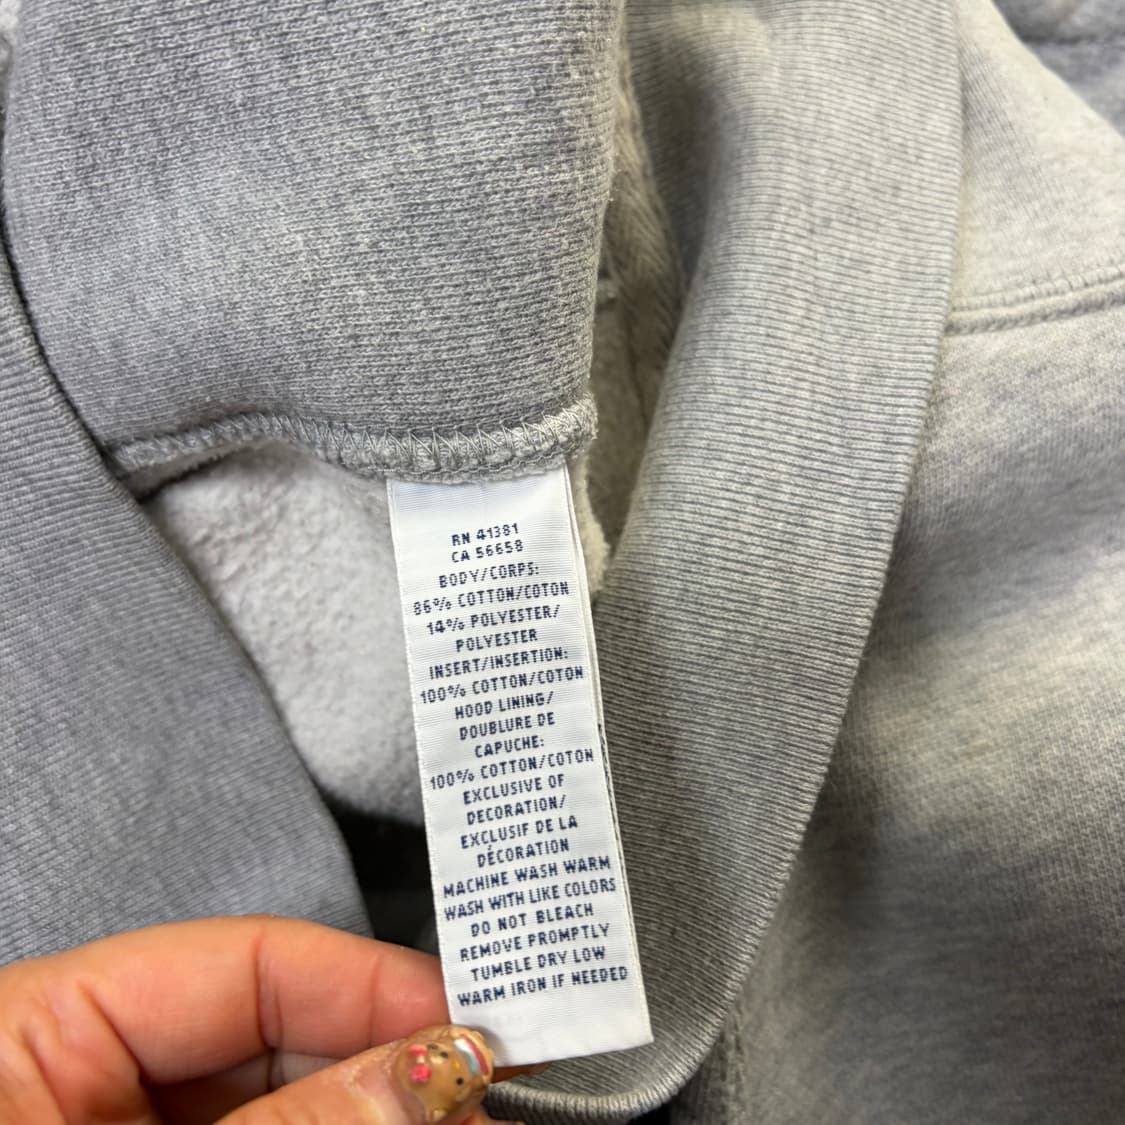 RN 41381
CA 56658
BODY/CORPS:
86% COTTON/COTON
14% POLYESTER/
POLYESTER
INSERT/INSERTION:
100% COTTON/COTON
HOOD LINING/
DOUBLURE DE
CAPUCHE:
100% COTTON/COTON
EXCLUSIVE OF
DECORATION/
EXCLUSIF DE LA
DÉCORATION
MACHINE WASH WARM
WASH WITH LIKE COLORS
DO NOT BLEACH
REMOVE PROMPTLY
TUMBLE DRY LOW
WARM IRON IF NEEDED